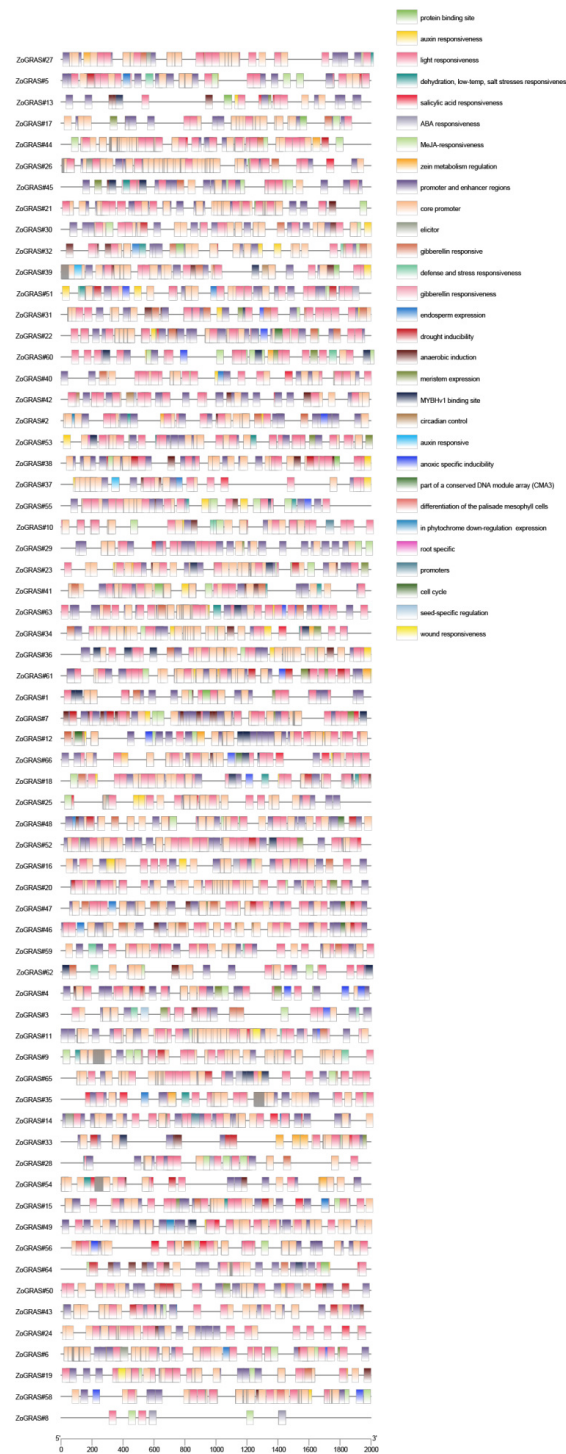 protein binding site
auxin responsiveness
light responsiveness
dehydration, low-temp, salt stresses responsivenes
salicylic acid responsiveness
ABA responsiveness
MeJA-responsiveness
zein metabolism regulation
promoter and enhancer regions
core promoter
elicitor
gibberellin responsive
defense and stress responsiveness
gibberellin responsiveness
endosperm expression
drought inducibility
anaerobic induction
meristem expression
MYBHv1 binding site
circadian control
auxin responsive
anoxic specific inducibility
part of a conserved DNA module array (CMA3)
differentiation of the palisade mesophyll cells
in phytochrome down-regulation expression
root specific
promoters
cell cycle
seed-specific regulation
wound responsiveness
ZoGRAS#27
ZoGRAS#5
ZoGRAS#13
ZoGRAS#17
ZoGRAS#44
ZoGRAS#26
ZoGRAS#45
ZoGRAS#21
ZoGRAS#30
ZoGRAS#32
ZoGRAS#39
ZoGRAS#51
ZoGRAS#31
ZoGRAS#22
ZoGRAS#60
ZoGRAS#40
ZoGRAS#42
ZoGRAS#2
ZoGRAS#53
ZoGRAS#38
ZoGRAS#37
ZoGRAS#55
ZoGRAS#10
ZoGRAS#29
ZoGRAS#23
ZoGRAS#41
ZoGRAS#63
ZoGRAS#34
ZoGRAS#36
ZoGRAS#61
ZoGRAS#1
ZoGRAS#7
ZoGRAS#12
ZoGRAS#66
ZoGRAS#18
ZoGRAS#25
ZoGRAS#48
ZoGRAS#52
ZoGRAS#16
ZoGRAS#20
ZoGRAS#47
ZoGRAS#46
ZoGRAS#59
ZoGRAS#62
ZoGRAS#4
ZoGRAS#3
ZoGRAS#11
ZoGRAS#9
ZoGRAS#65
ZoGRAS#35
ZoGRAS#14
ZoGRAS#33
ZoGRAS#28
ZoGRAS#54
ZoGRAS#15
ZoGRAS#49
ZoGRAS#56
ZoGRAS#64
ZoGRAS#50
ZoGRAS#43
ZoGRAS#24
ZoGRAS#6
ZoGRAS#19
ZoGRAS#58
ZoGRAS#8
5' 3'
0 200 400 600 800 1000 1200 1400 1600 1800 2000